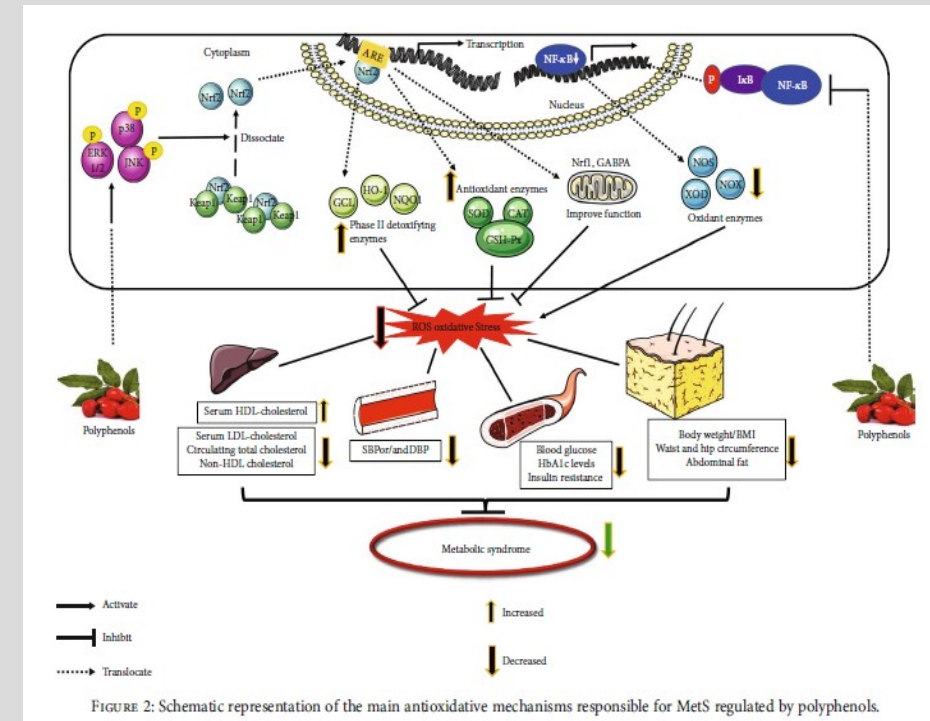 Cytoplasm
ARE
Nrf2
Transcription
NF-κB
P
IκB
NF-κB
Nucleus
Nrf2
Nrf2
P
p38
P
ERK
1/2
JNK
P
Dissociate
Nrf2
Keap1
Keap1
Nrf2
Keap1
Keap1
GCL
HO-1
NQO1
Phase II detoxifying
enzymes
Antioxidant enzymes
SOD
CAT
GSH-Px
Nrf1, GABPA
Improve function
NOS
XOD
NOX
Oxidant enzymes
ROS oxidative Stress
Polyphenols
Polyphenols
Serum HDL-cholesterol
Serum LDL-cholesterol
Circulating total cholesterol
Non-HDL cholesterol
SBPor/andDBP
Blood glucose
HbA1c levels
Insulin resistance
Body weight/BMI
Waist and hip circumference
Abdominal fat
Metabolic syndrome
Activate
Inhibit
Translocate
Increased
Decreased
FIGURE 2: Schematic representation of the main antioxidative mechanisms responsible for MetS regulated by polyphenols.